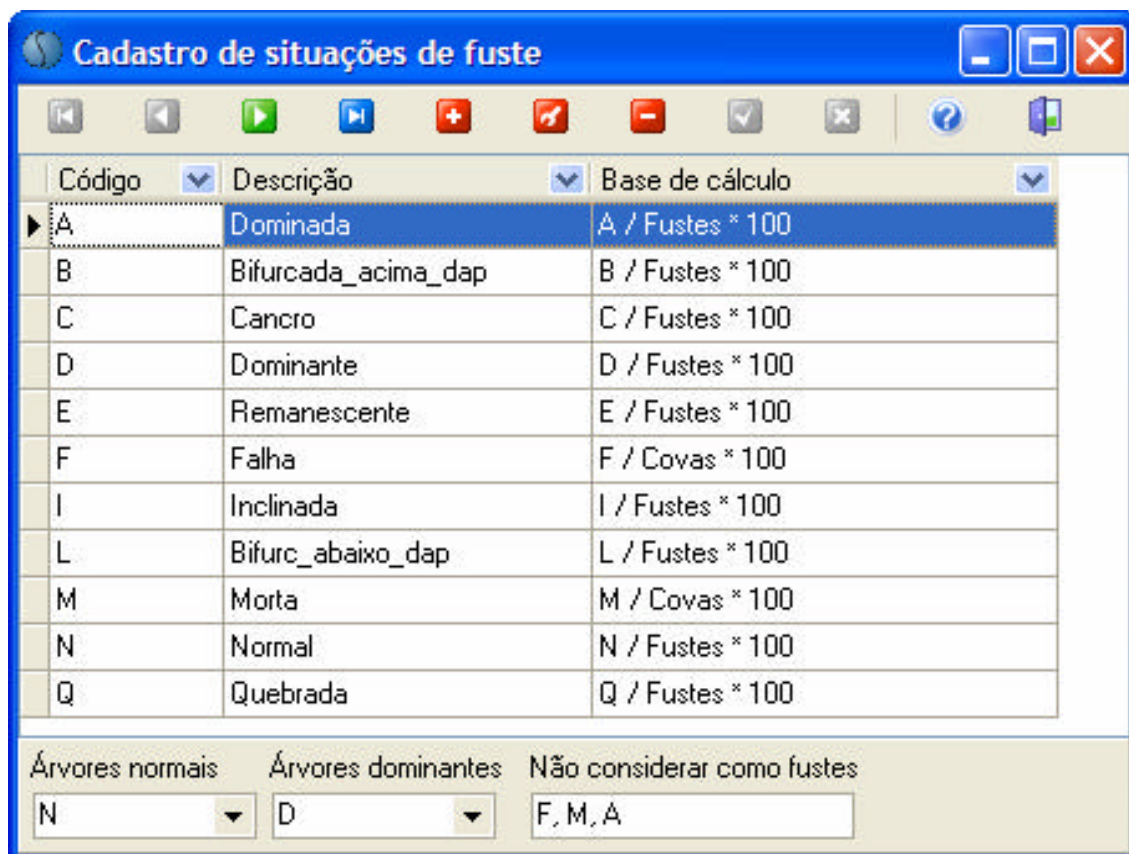 Cadastro de situações de fuste
Código Descrição Base de cálculo
A Dominada A / Fustes * 100
B Bifurcada_acima_dap B / Fustes * 100
C Cancro C / Fustes * 100
D Dominante D / Fustes * 100
E Remanescente E / Fustes * 100
F Falha F / Covas * 100
I Inclinada I / Fustes * 100
L Bifurc_abaixo_dap L / Fustes * 100
M Morta M / Covas * 100
N Normal N / Fustes * 100
Q Quebrada Q / Fustes * 100
Árvores normais Árvores dominantes Não considerar como fustes
N D F, M, A